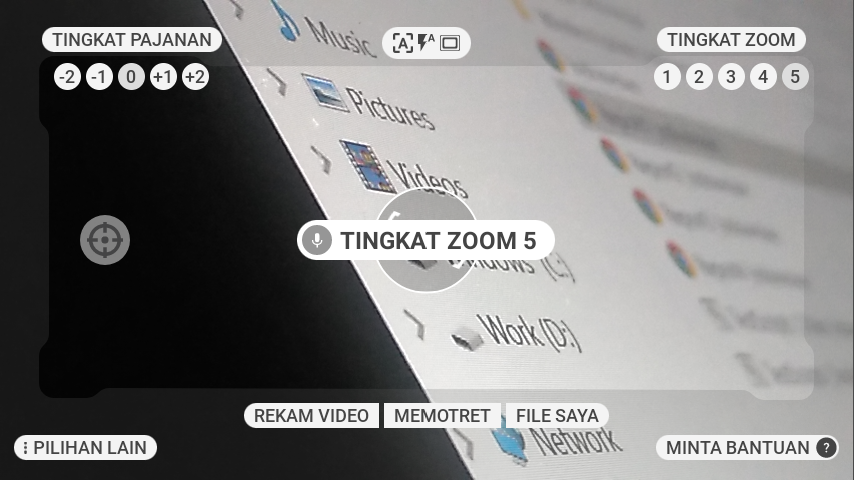 TINGKAT PAJANAN
-2 -1 0 +1 +2
A A
TINGKAT ZOOM
1 2 3 4 5
Music
Pictures
Videos
TINGKAT ZOOM 5
Windows (C:)
Work (D:)
Network
REKAM VIDEO
MEMOTRET
FILE SAYA
PILIHAN LAIN
MINTA BANTUAN ?